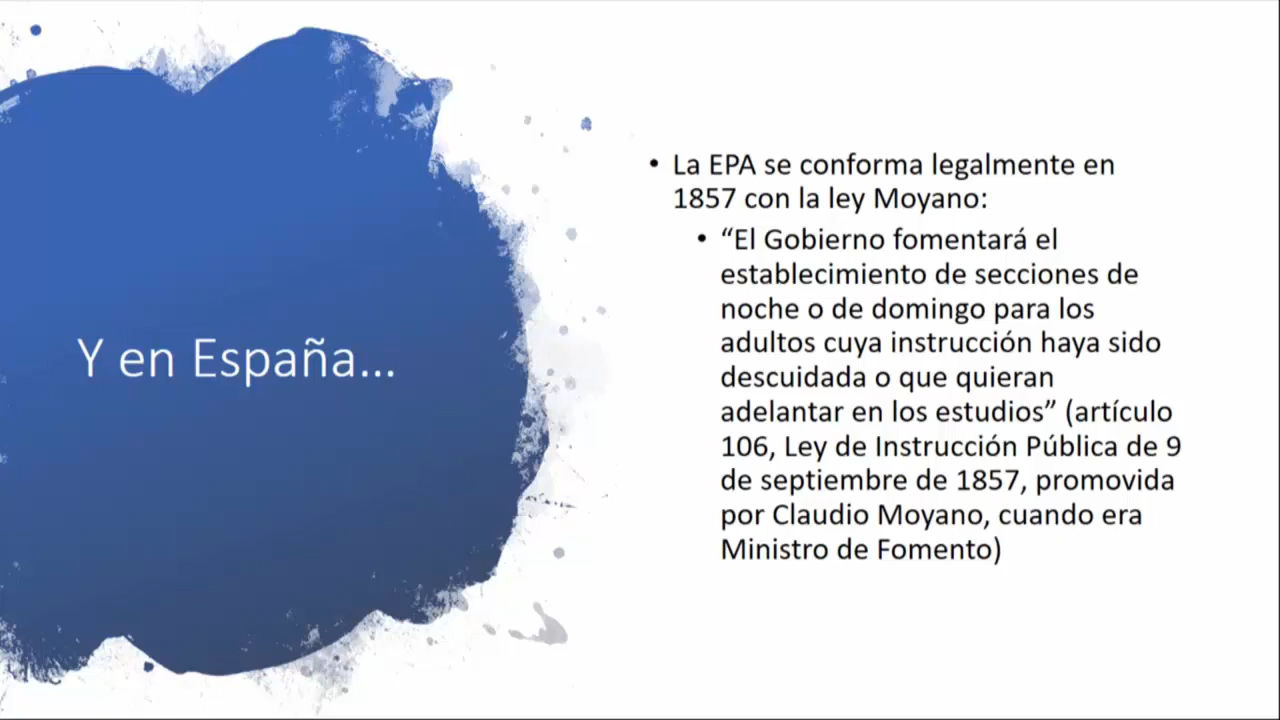 Y en España...
• La EPA se conforma legalmente en
1857 con la ley Moyano:
• “El Gobierno fomentará el
establecimiento de secciones de
noche o de domingo para los
adultos cuya instrucción haya sido
descuidada o que quieran
adelantar en los estudios” (artículo
106, Ley de Instrucción Pública de 9
de septiembre de 1857, promovida
por Claudio Moyano, cuando era
Ministro de Fomento)